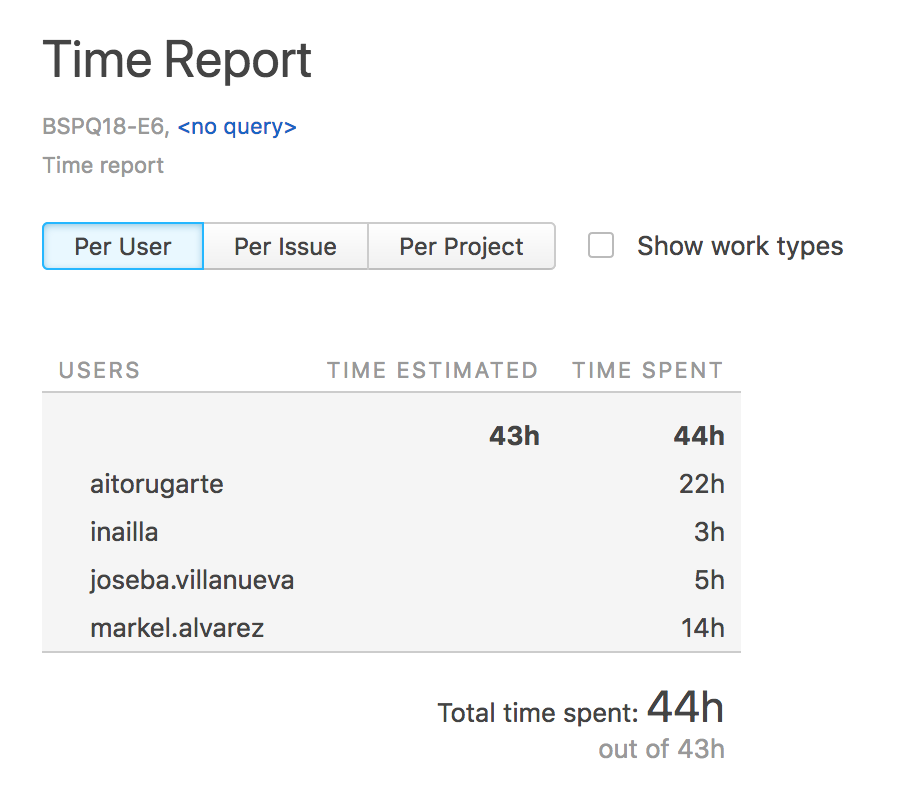 Time Report
BSPQ18-E6, <no query>
Time report
Per User Per Issue Per Project Show work types
USERS TIME ESTIMATED TIME SPENT
43h 44h
aitorugarte 22h
inailla 3h
joseba.villanueva 5h
markel.alvarez 14h
Total time spent: 44h
out of 43h